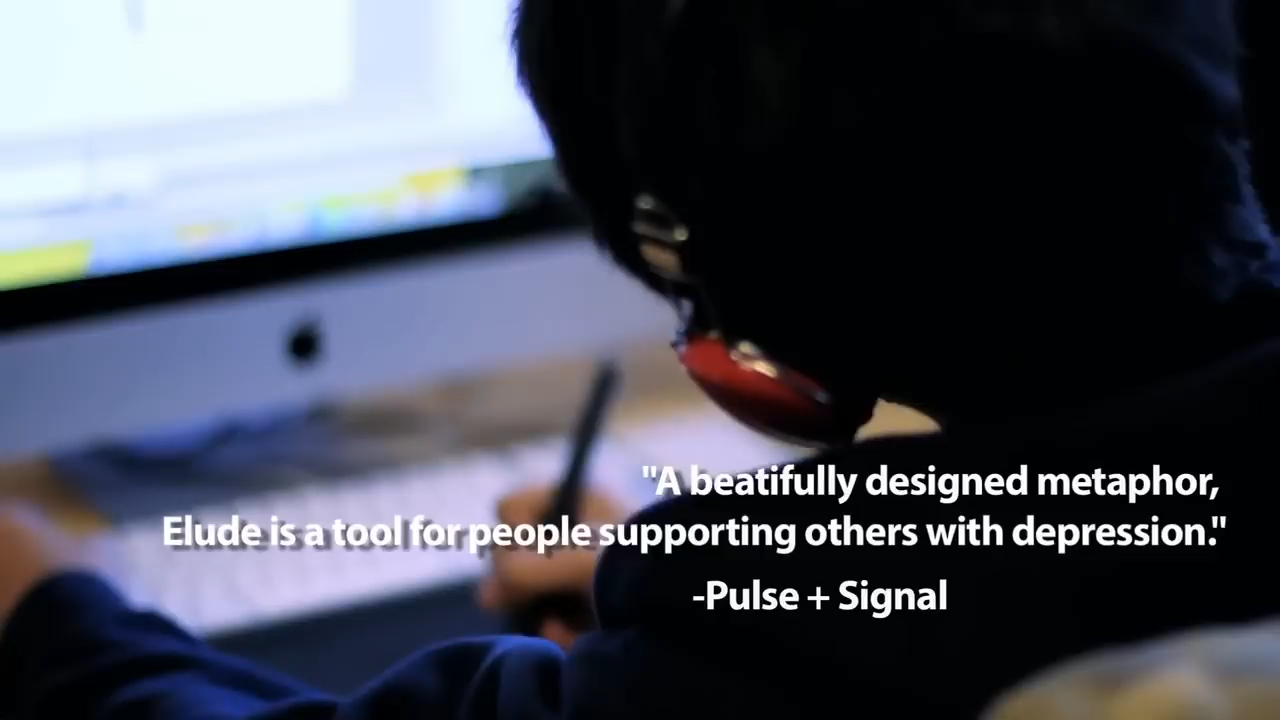 "A beatifully designed metaphor,
Elude is a tool for people supporting others with depression."
-Pulse + Signal